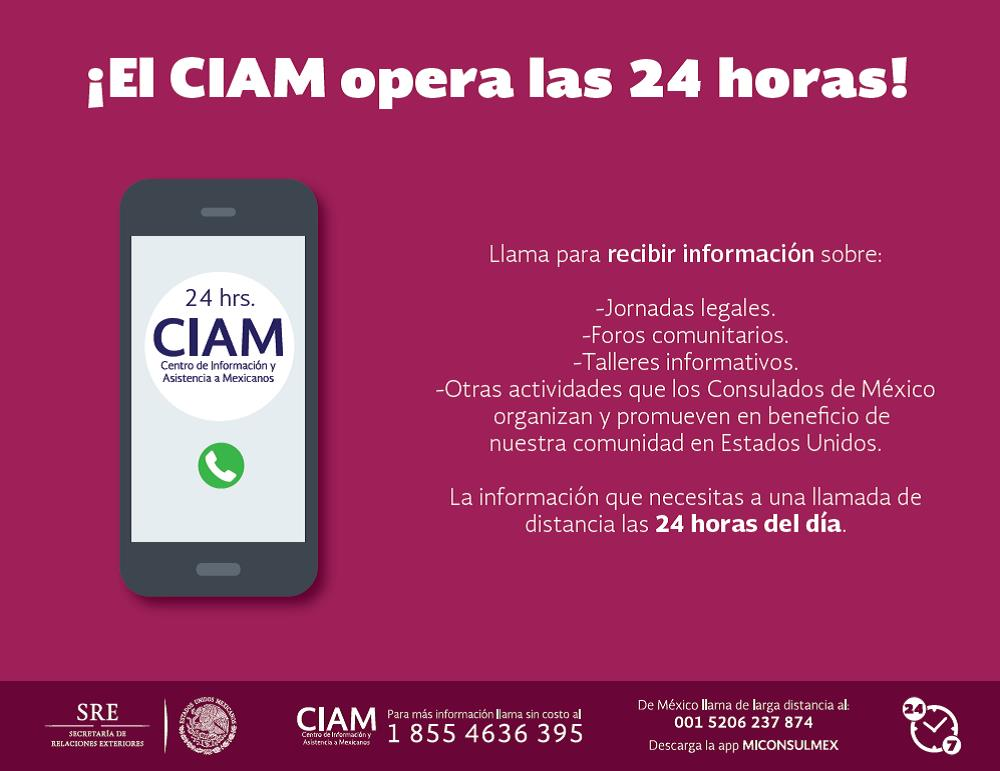 ¡El CIAM opera las 24 horas!
24 hrs.
CIAM
Centro de Información y
Asistencia a Mexicanos
Llama para recibir información sobre:
-Jornadas legales.
-Foros comunitarios.
-Talleres informativos.
-Otras actividades que los Consulados de México
organizan y promueven en beneficio de
nuestra comunidad en Estados Unidos.
La información que necesitas a una llamada de
distancia las 24 horas del día.
SRE
SECRETARÍA DE
RELACIONES EXTERIORES
ESTADOS UNIDOS MEXICANOS
CIAM
Centro de Información y
Asistencia a Mexicanos
Para más información llama sin costo al
1 855 4636 395
De México llama de larga distancia al:
001 5206 237 874
Descarga la app MICONSULMEX
24
7